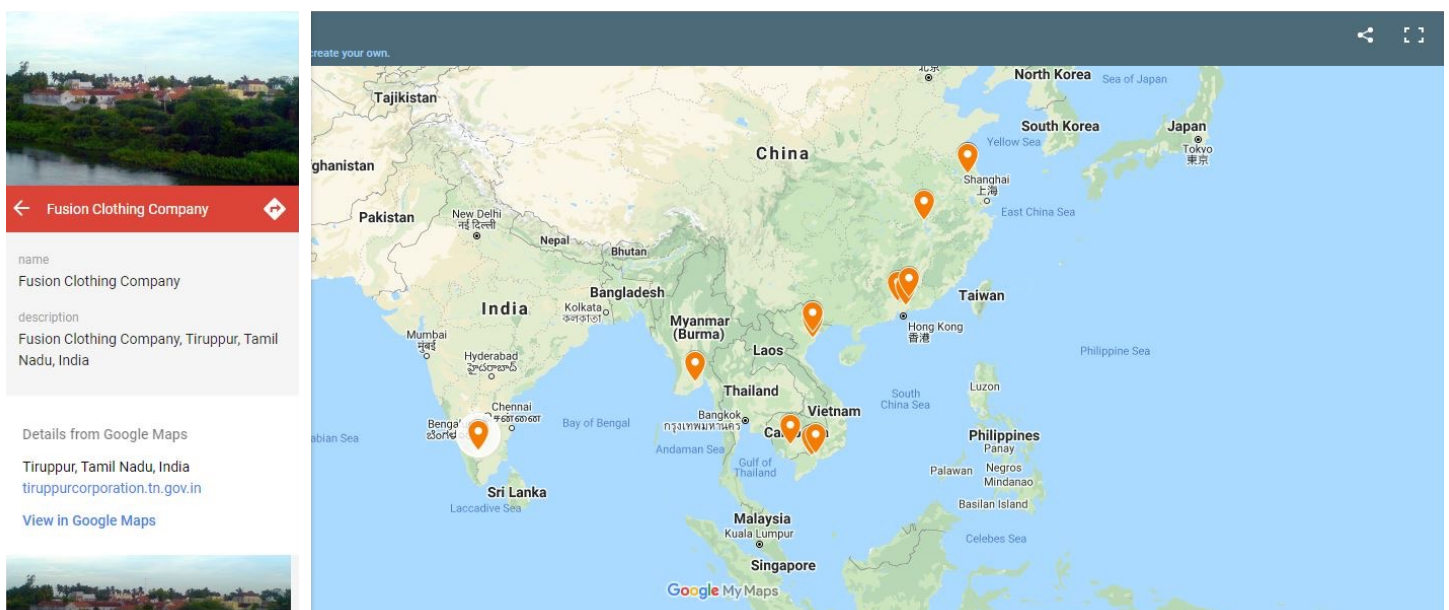 Fusion Clothing Company
name
Fusion Clothing Company
description
Fusion Clothing Company, Tiruppur, Tamil
Nadu, India
Details from Google Maps
Tiruppur, Tamil Nadu, India
tiruppurcorporation.tn.gov.in
View in Google Maps
create your own.
North Korea
Sea of Japan
Tajikistan
South Korea
Japan
Yellow Sea
Tokyo
東京
China
fghanistan
Shanghai
上海
East China Sea
Pakistan
New Delhi
नई दिल्ली
Nepal
Bhutan
Bangladesh
Taiwan
India
Kolkata
Myanmar
(Burma)
Hong Kong
香港
Mumbai
मुंबई
Laos
Philippine Sea
Hyderabad
హైదరాబాద్
Thailand
Luzon
South
China Sea
Chennai
சென்னை
Bay of Bengal
Bangkok
กรุงเทพมหานคร
Vietnam
abian Sea
Andaman Sea
Gulf of
Thailand
Philippines
Panay
Palawan
Negros
Mindanao
Sri Lanka
Laccadive Sea
Basilan Island
Malaysia
Kuala Lumpur
Celebes Sea
Singapore
Google My Maps